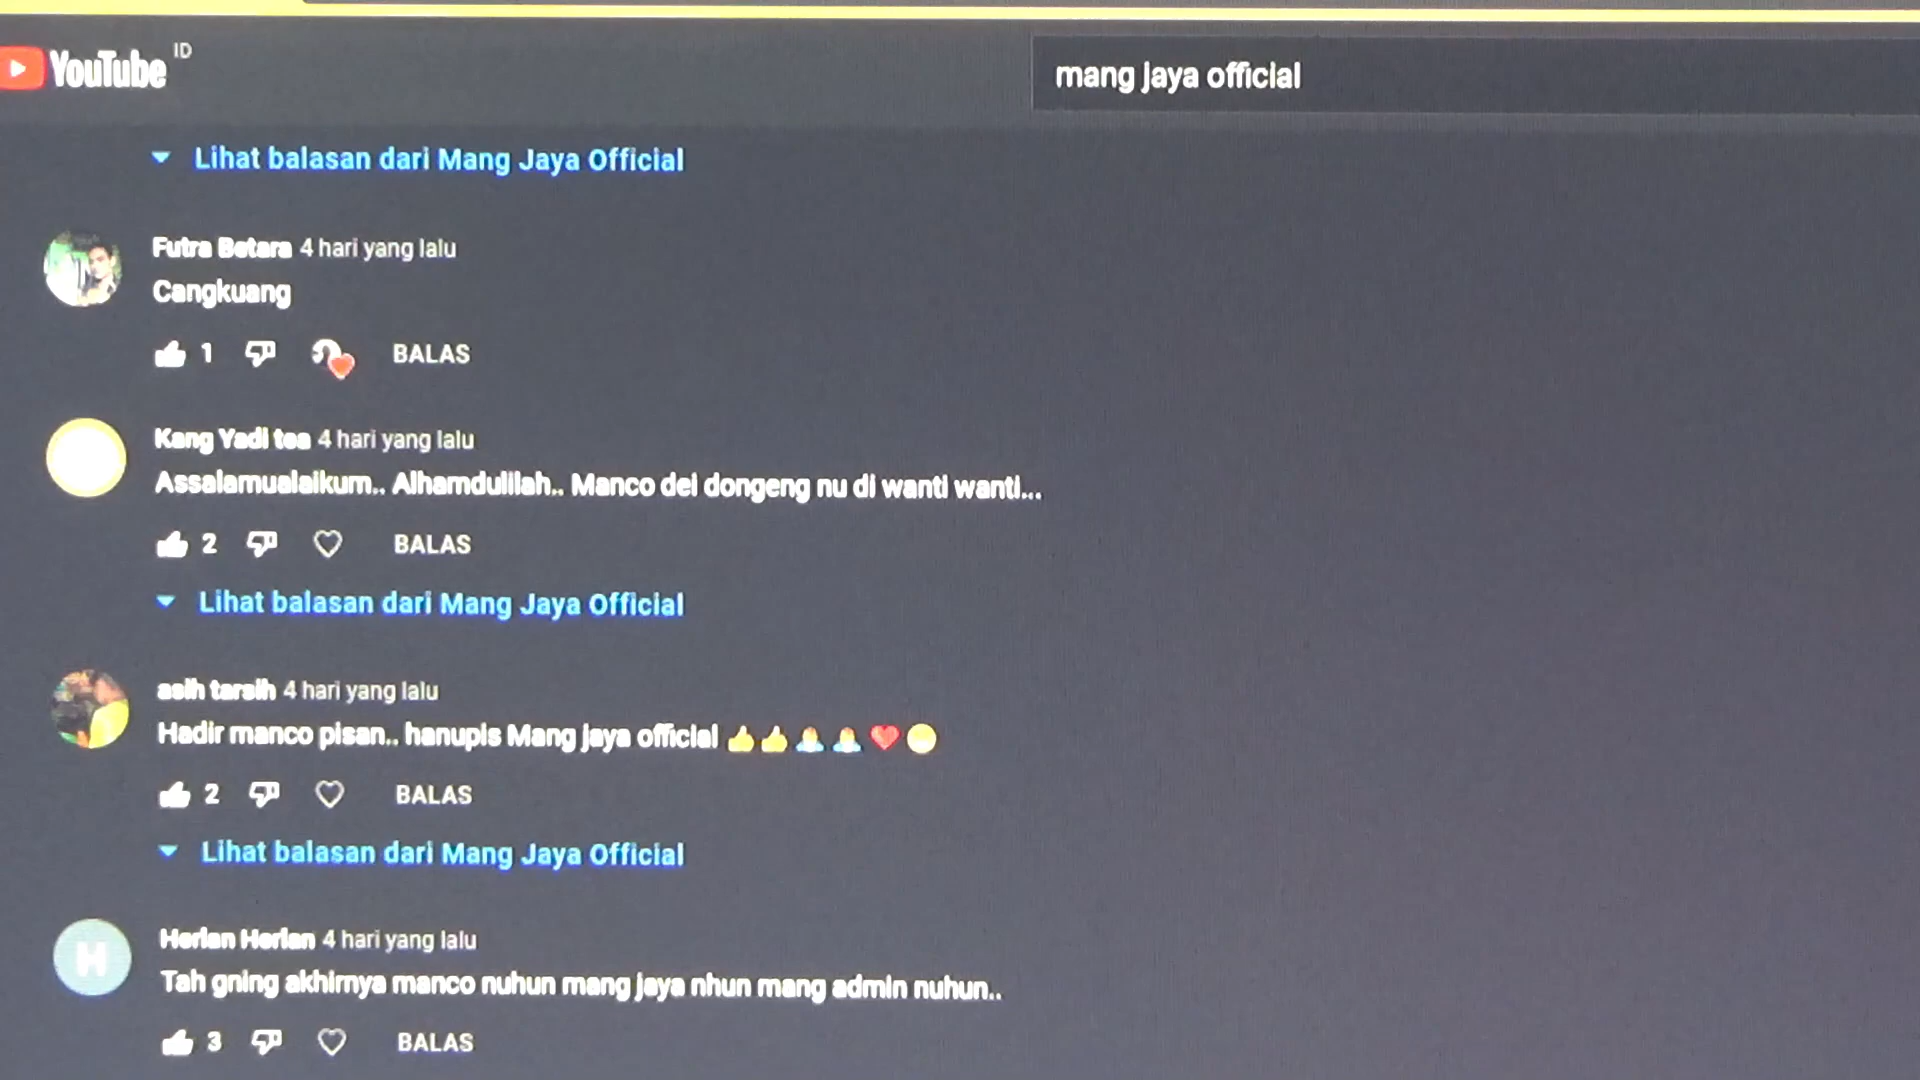 YouTube ID
mang jaya official
Lihat balasan dari Mang Jaya Official
Futra Betara 4 hari yang lalu
Cangkuang
1 BALAS
Kang Yadi tea 4 hari yang lalu
Assalamualaikum.. Alhamdulilah.. Manco dei dongeng nu di wanti wanti...
2 BALAS
Lihat balasan dari Mang Jaya Official
asih tarsih 4 hari yang lalu
Hadir manco pisan.. hanupis Mang jaya official 
2 BALAS
Lihat balasan dari Mang Jaya Official
H
Herlan Herlan 4 hari yang lalu
Tah gning akhirnya manco nuhun mang jaya nhun mang admin nuhun..
3 BALAS